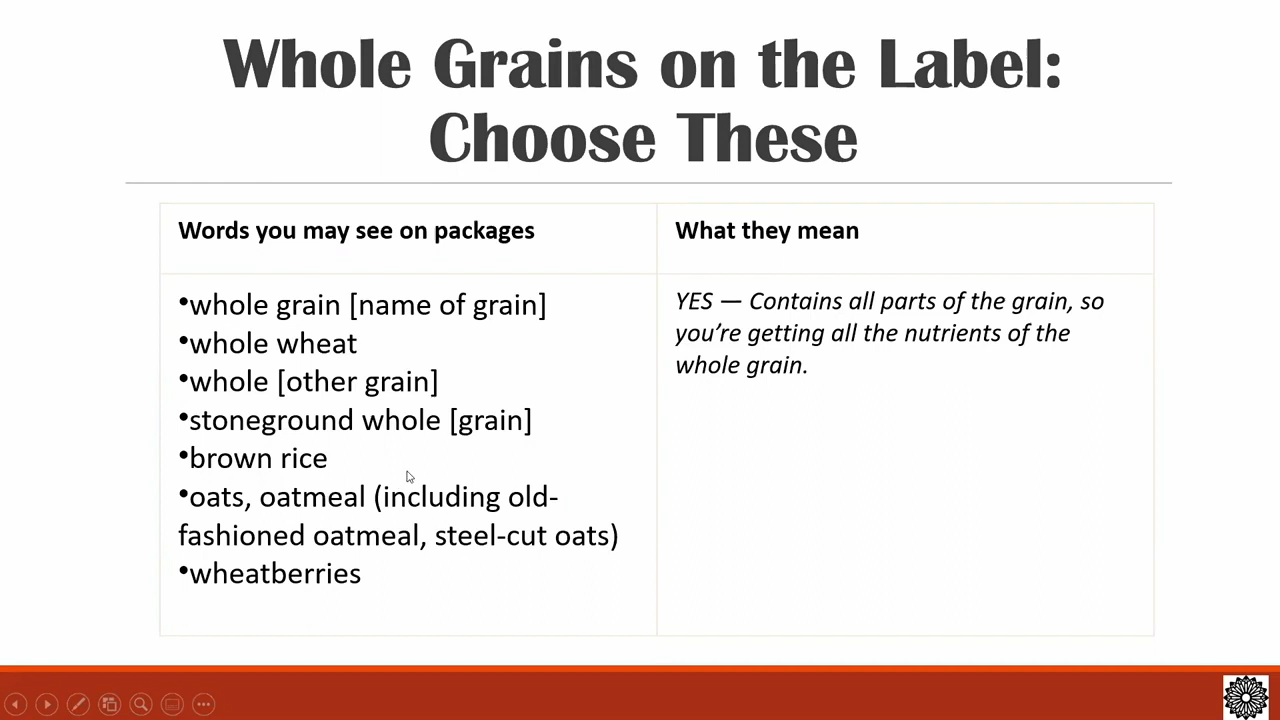 Whole Grains on the Label:
Choose These
Words you may see on packages
What they mean
•whole grain [name of grain]
•whole wheat
•whole [other grain]
•stoneground whole [grain]
•brown rice
•oats, oatmeal (including old-
fashioned oatmeal, steel-cut oats)
•wheatberries
YES — Contains all parts of the grain, so
you’re getting all the nutrients of the
whole grain.